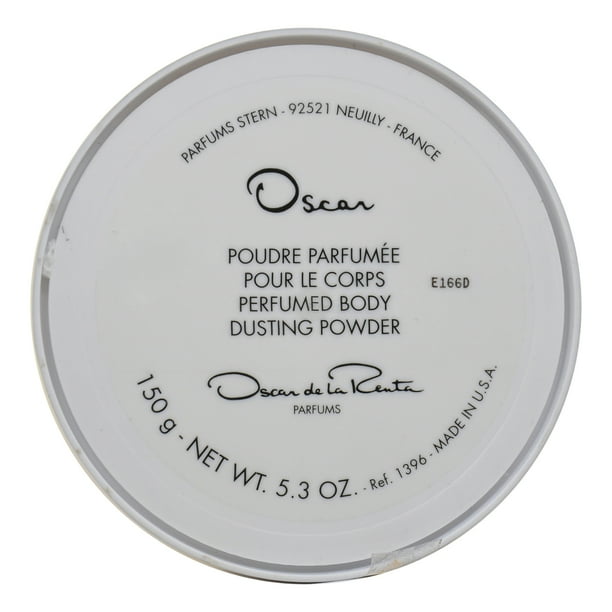 PARFUMS STERN - 92521 NEUILLY - FRANCE
Oscar
POUDRE PARFUMÉE
POUR LE CORPS
PERFUMED BODY
DUSTING POWDER
E166D
Oscar de la Renta
PARFUMS
150 g - NET WT. 5.3 OZ. - Ref. 1396 - MADE IN U.S.A.